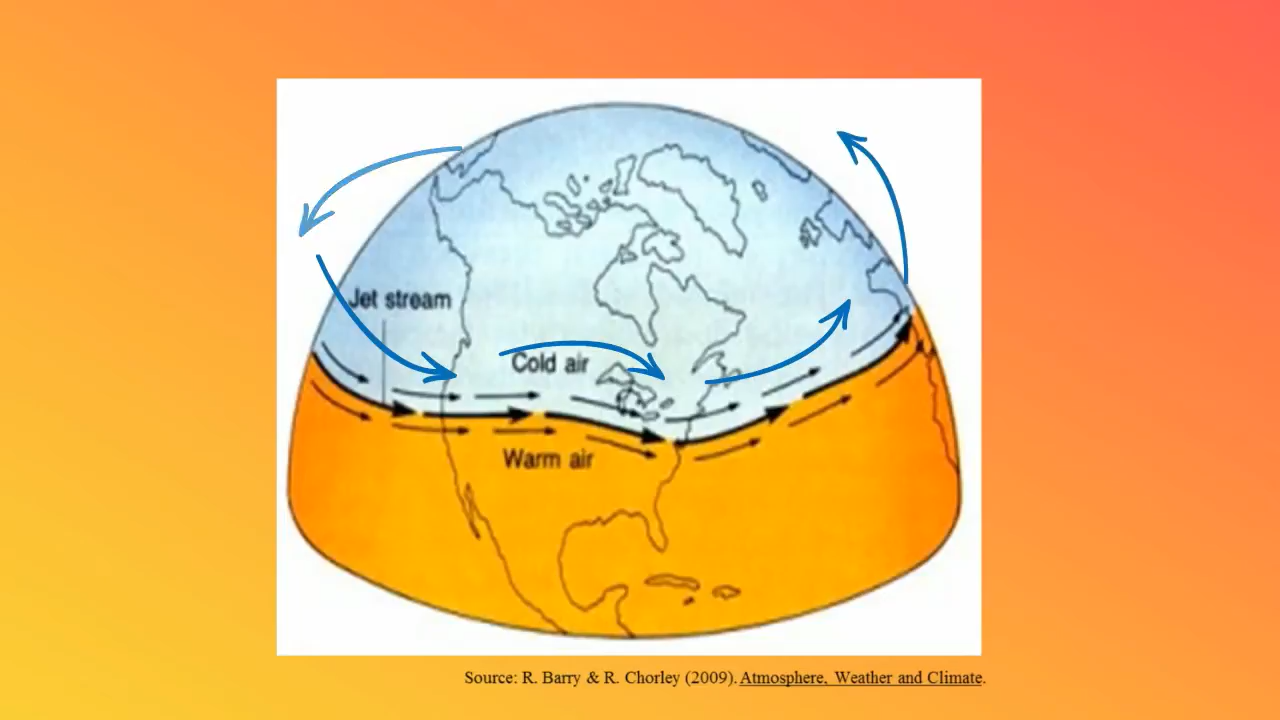 Jet stream
Cold air
Warm air
Source: R. Barry & R. Chorley (2009). Atmosphere, Weather and Climate.